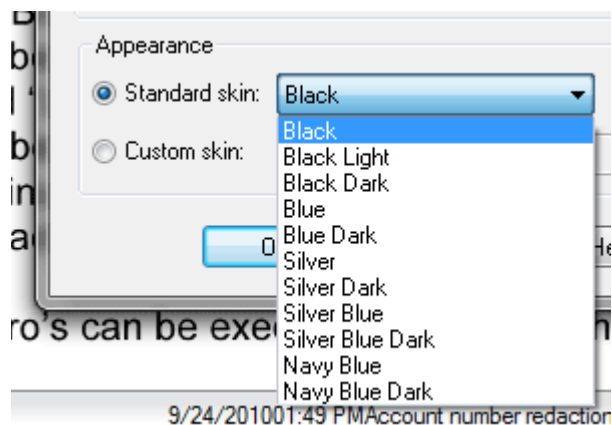 Appearance
Standard skin: Black
Custom skin:
Black
Black Light
Black Dark
Blue
Blue Dark
Silver
Silver Dark
Silver Blue
Silver Blue Dark
Navy Blue
Navy Blue Dark
ro's can be exe
9/24/201001:49 PMAccount number redaction